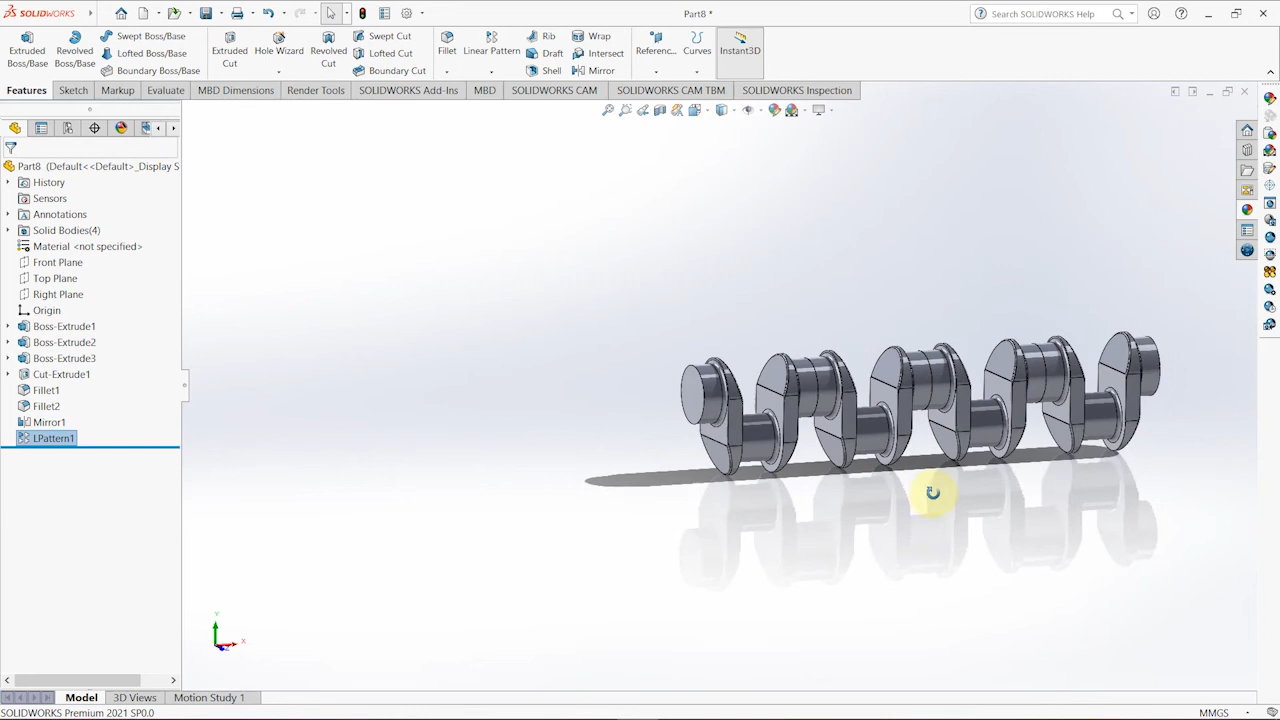 SOLIDWORKS
Part8 *
Search SOLIDWORKS Help
Extruded Boss/Base
Revolved Boss/Base
Swept Boss/Base
Lofted Boss/Base
Boundary Boss/Base
Extruded Cut
Hole Wizard
Revolved Cut
Swept Cut
Lofted Cut
Boundary Cut
Fillet
Linear Pattern
Rib
Draft
Shell
Wrap
Intersect
Mirror
Referenc...
Curves
Instant3D
Features Sketch Markup Evaluate MBD Dimensions Render Tools SOLIDWORKS Add-Ins MBD SOLIDWORKS CAM SOLIDWORKS CAM TBM SOLIDWORKS Inspection
Part8 (Default<<Default>_Display S
History
Sensors
Annotations
Solid Bodies(4)
Material <not specified>
Front Plane
Top Plane
Right Plane
Origin
Boss-Extrude1
Boss-Extrude2
Boss-Extrude3
Cut-Extrude1
Fillet1
Fillet2
Mirror1
LPattern1
Y
X
Model 3D Views Motion Study 1
SOLIDWORKS Premium 2021 SP0.0
MMGS